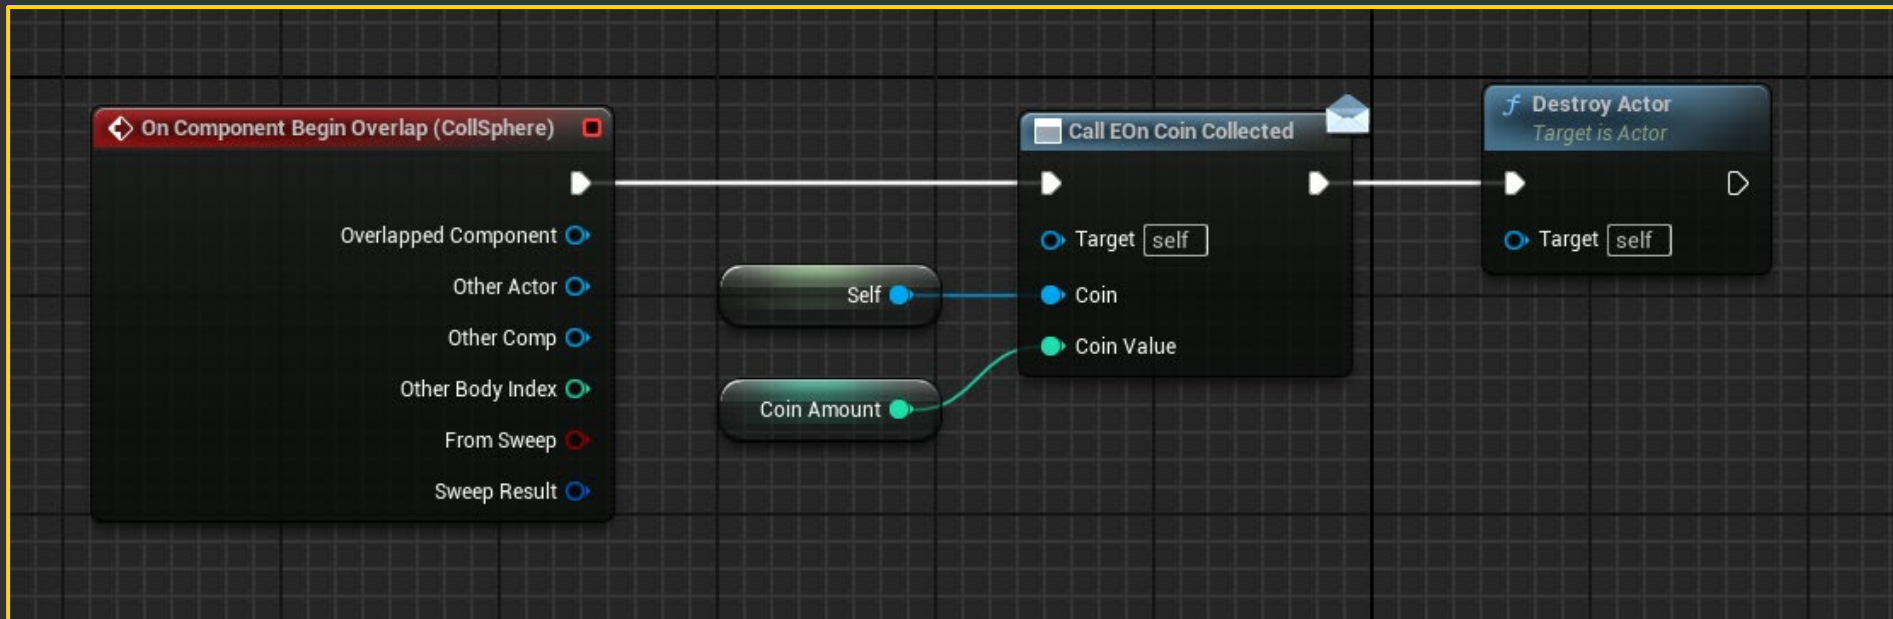 On Component Begin Overlap (CollSphere)
Overlapped Component
Other Actor
Other Comp
Other Body Index
From Sweep
Sweep Result
Self
Coin Amount
Call EOn Coin Collected
Target self
Coin
Coin Value
Destroy Actor
Target is Actor
Target self